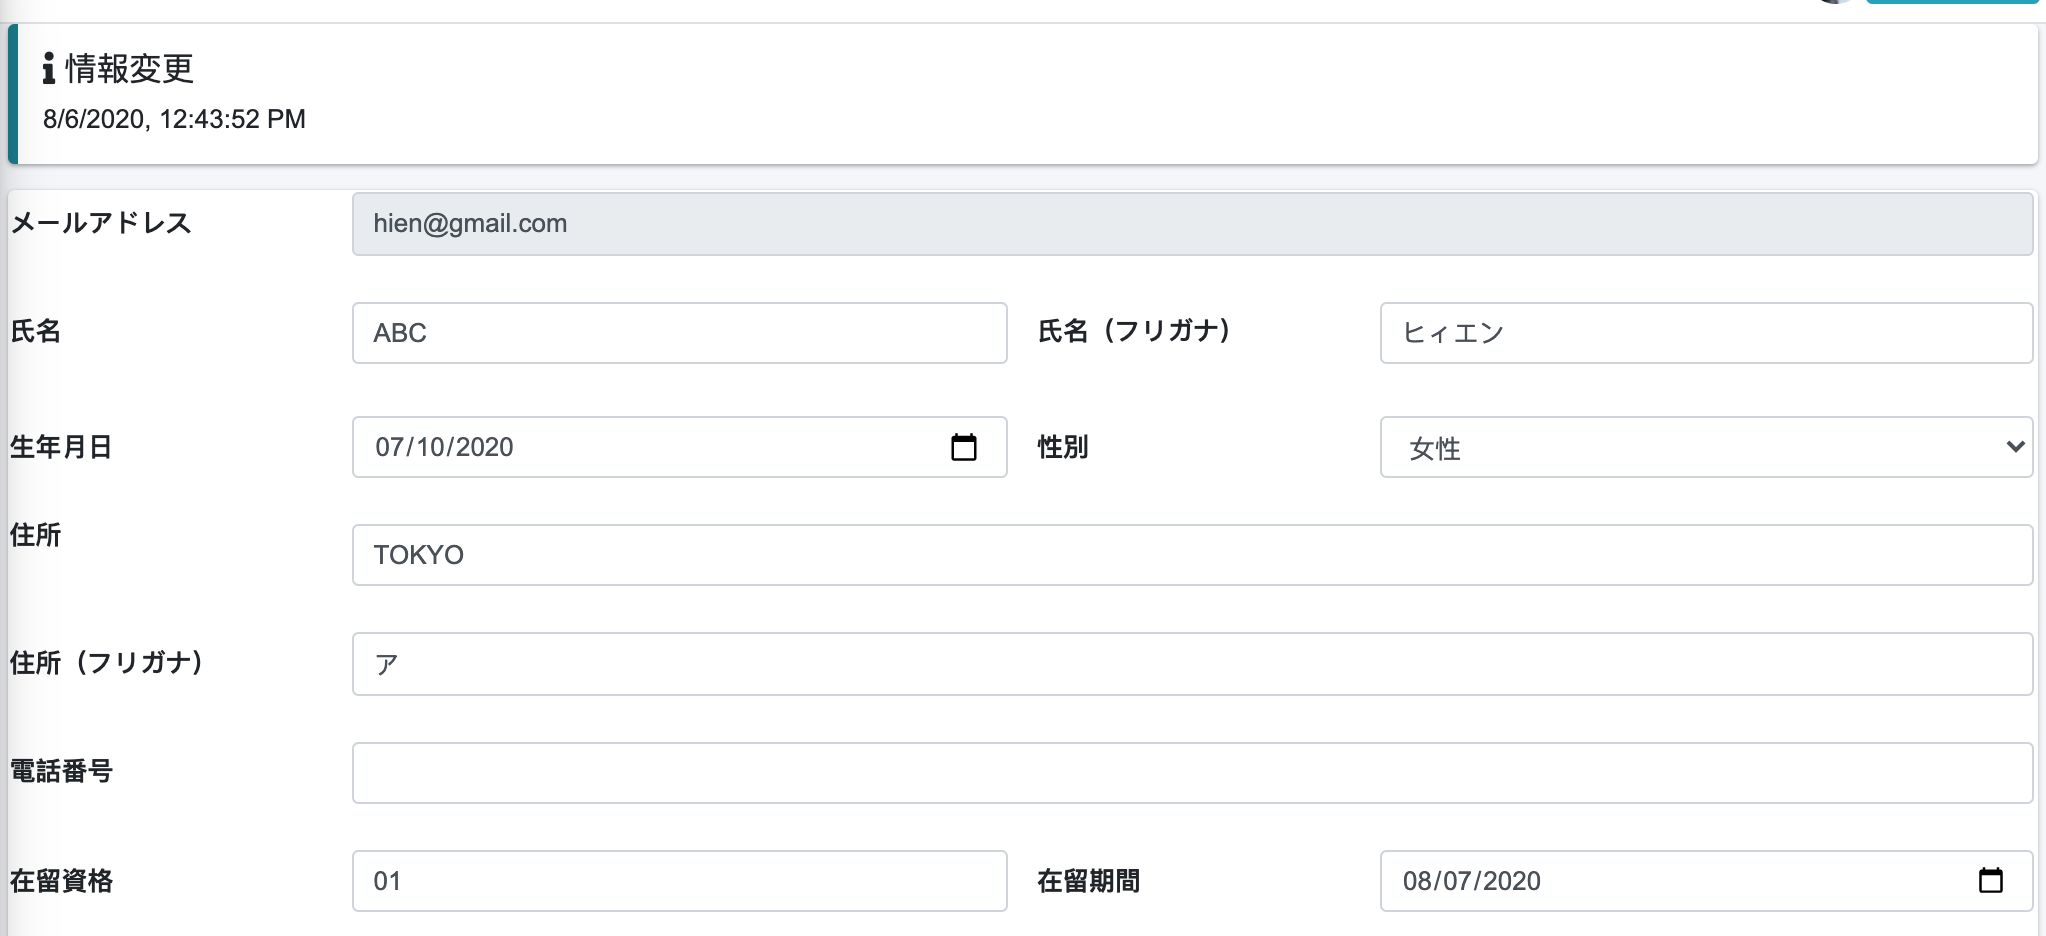 情報変更
8/6/2020, 12:43:52 PM
メールアドレス hien@gmail.com
氏名 ABC 氏名（フリガナ） ヒィエン
生年月日 07/10/2020 性別 女性
住所 TOKYO
住所（フリガナ） ア
電話番号
在留資格 01 在留期間 08/07/2020